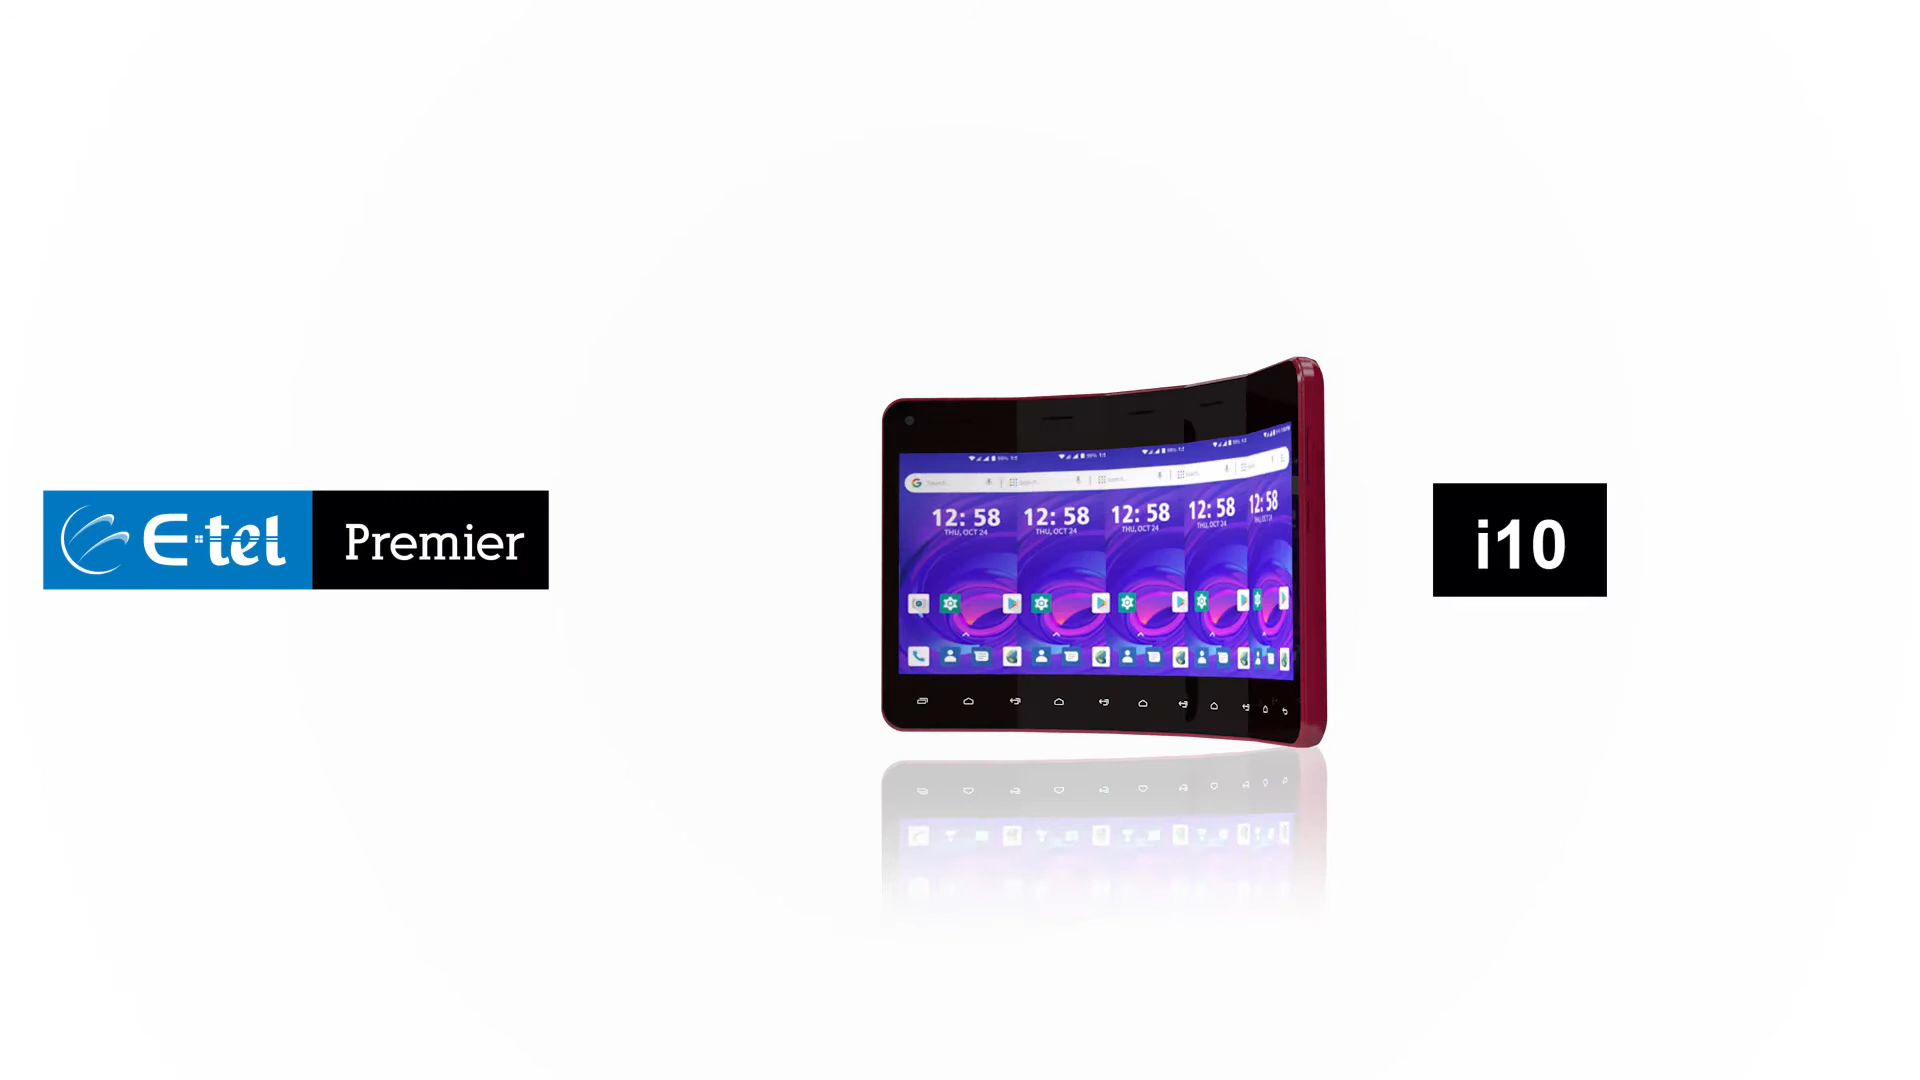 E-tel Premier
12: 58 12: 58 12: 58 12: 58 12:58
THU, OCT 24 THU, OCT 24 THU, OCT 24 THU, OCT 24
i10